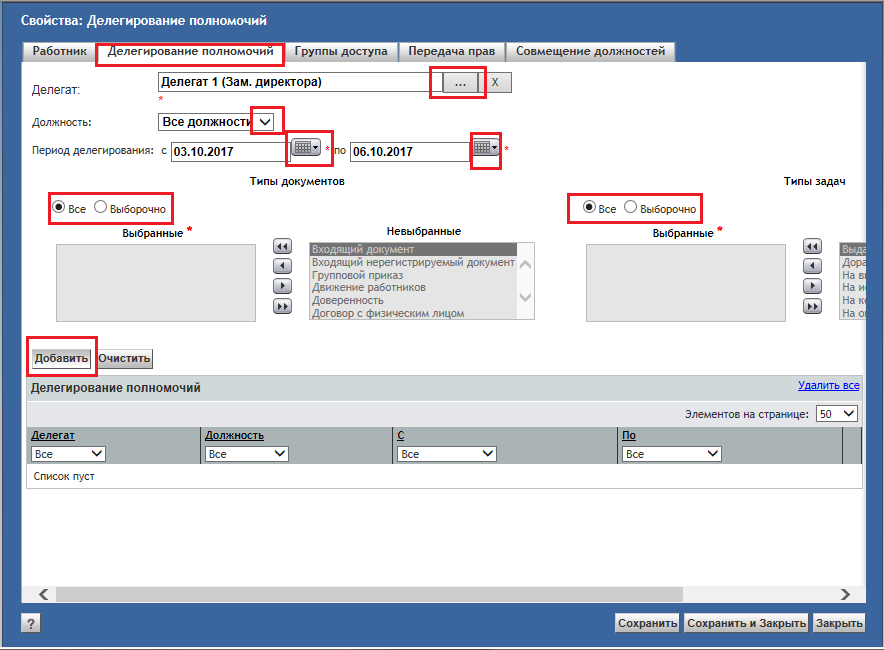 Свойства: Делегирование полномочий
Работник Делегирование полномочий Группы доступа Передача прав Совмещение должностей
Делегат: Делегат 1 (Зам. директора) ... X
*
Должность: Все должности
Период делегирования: с 03.10.2017 * по 06.10.2017 *
Типы документов Типы задач
Все Выборочно Все Выборочно
Выбранные * Невыбранные Выбранные *
Входящий документ Выда
Входящий нерегистрируемый документ Дора
Групповой приказ На ви
Движение работников На ис
Доверенность На ко
Договор с физическим лицом На оз
Добавить Очистить
Делегирование полномочий Удалить все
Элементов на странице: 50
Делегат Должность С По
Все Все Все Все
Список пуст
? Сохранить Сохранить и Закрыть Закрыть